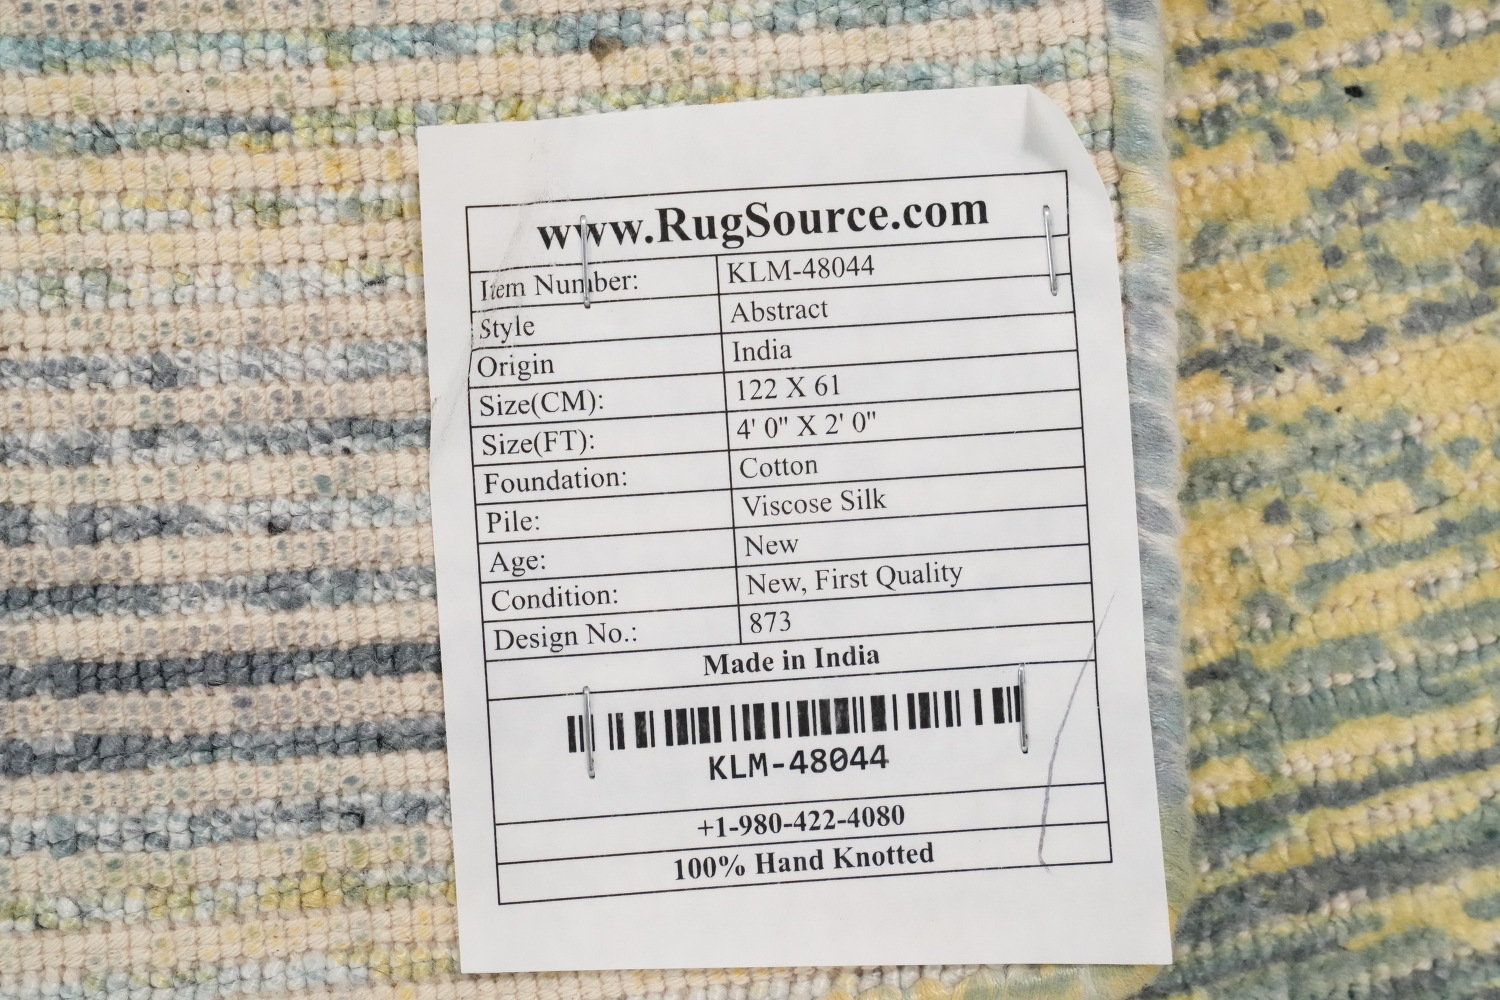 www.RugSource.com
Item Number: KLM-48044
Style Abstract
Origin India
Size(CM): 122 X 61
Size(FT): 4' 0" X 2' 0"
Foundation: Cotton
Pile: Viscose Silk
Age: New
Condition: New, First Quality
Design No.: 873
Made in India
KLM-48044
+1-980-422-4080
100% Hand Knotted